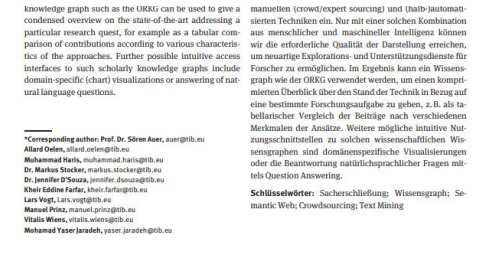 knowledge graph such as the ORKG can be used to give a
condensed overview on the state-of-the-art addressing a
particular research quest, for example as a tabular com-
parison of contributions according to various characteris-
tics of the approaches. Further possible intuitive access
interfaces to such scholarly knowledge graphs include
domain-specific (chart) visualizations or answering of nat-
ural language questions.
*Corresponding author: Prof. Dr. Sören Auer, auer@tib.eu
Allard Oelen, allard.oelen@tib.eu
Muhammad Haris, muhammad.haris@tib.eu
Dr. Markus Stocker, markus.stocker@tib.eu
Dr. Jennifer D'Souza, jennifer.dsouza@tib.eu
Kheir Eddine Farfar, kheir.farfar@tib.eu
Lars Vogt, Lars.vogt@tib.eu
Manuel Prinz, manuel.prinz@tib.eu
Vitalis Wiens, vitalis.wiens@tib.eu
Mohamad Yaser Jaradeh, yaser.jaradeh@tib.eu
manuellen (crowd/expert sourcing) und (halb-)automati-
sierten Techniken ein. Nur mit einer solchen Kombination
aus menschlicher und maschineller Intelligenz können
wir die erforderliche Qualität der Darstellung erreichen,
um neuartige Explorations- und Unterstützungsdienste für
Forscher zu ermöglichen. Im Ergebnis kann ein Wissens-
graph wie der ORKG verwendet werden, um einen kompri-
mierten Überblick über den Stand der Technik in Bezug auf
eine bestimmte Forschungsaufgabe zu geben, z. B. als ta-
bellarischer Vergleich der Beiträge nach verschiedenen
Merkmalen der Ansätze. Weitere mögliche intuitive Nut-
zungsschnittstellen zu solchen wissenschaftlichen Wis-
sensgraphen sind domänenspezifische Visualisierungen
oder die Beantwortung natürlichsprachlicher Fragen mit-
tels Question Answering.
Schlüsselwörter: Sacherschließung; Wissensgraph; Se-
mantic Web; Crowdsourcing; Text Mining